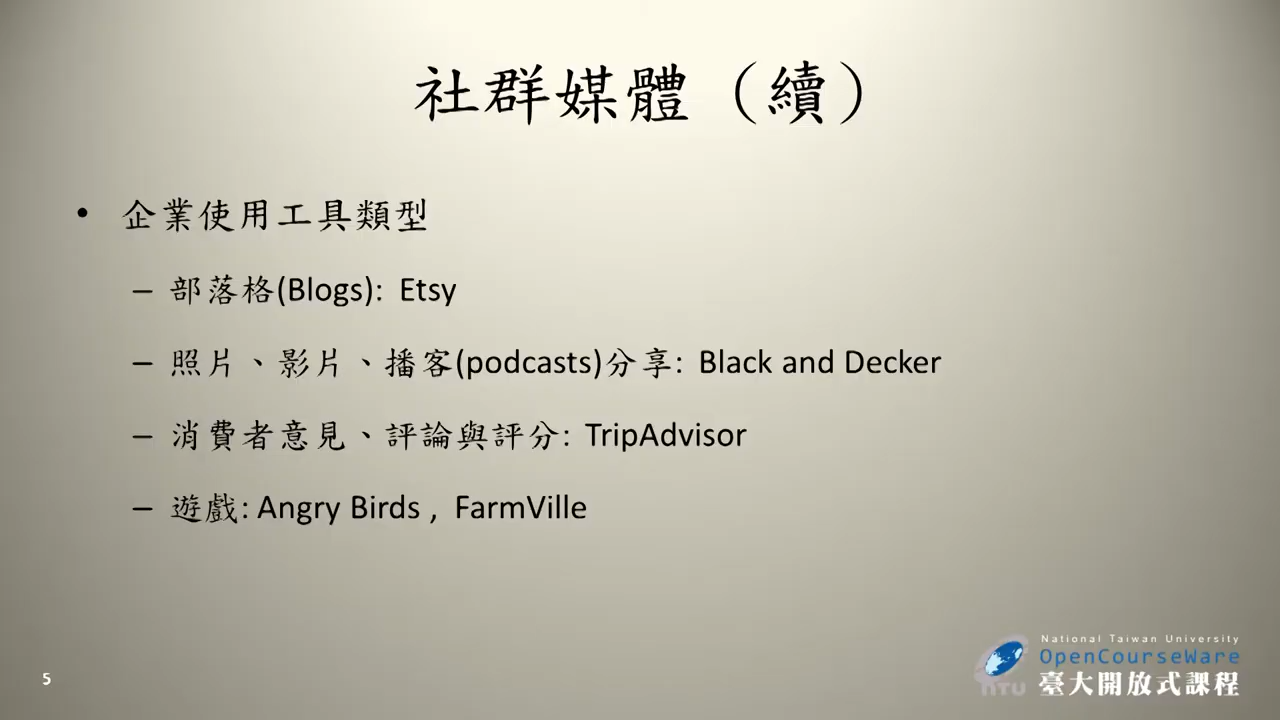 社群媒體（續）
• 企業使用工具類型
– 部落格(Blogs): Etsy
– 照片、影片、播客(podcasts)分享: Black and Decker
– 消費者意見、評論與評分: TripAdvisor
– 遊戲: Angry Birds , FarmVille
5
National Taiwan University
OpenCourseWare
NTU 臺大開放式課程